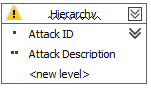 Hierarchy
Attack ID
Attack Description
<new level>